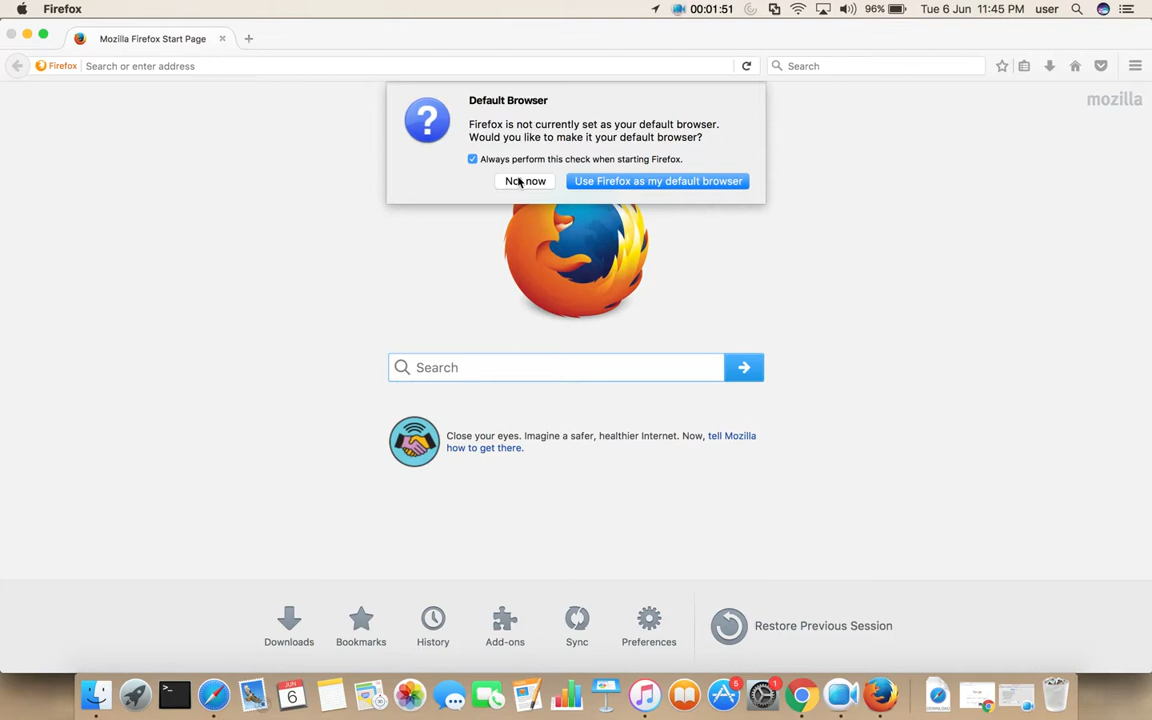 Firefox
00:01:51
96%
Tue 6 Jun 11:45 PM
user
Mozilla Firefox Start Page
Firefox
Search or enter address
Search
mozilla
Default Browser
Firefox is not currently set as your default browser.
Would you like to make it your default browser?
Always perform this check when starting Firefox.
now
Use Firefox as my default browser
Search
Close your eyes. Imagine a safer, healthier Internet. Now, tell Mozilla
how to get there.
Downloads
Bookmarks
History
Add-ons
Sync
Preferences
Restore Previous Session
JUN
6
5
1